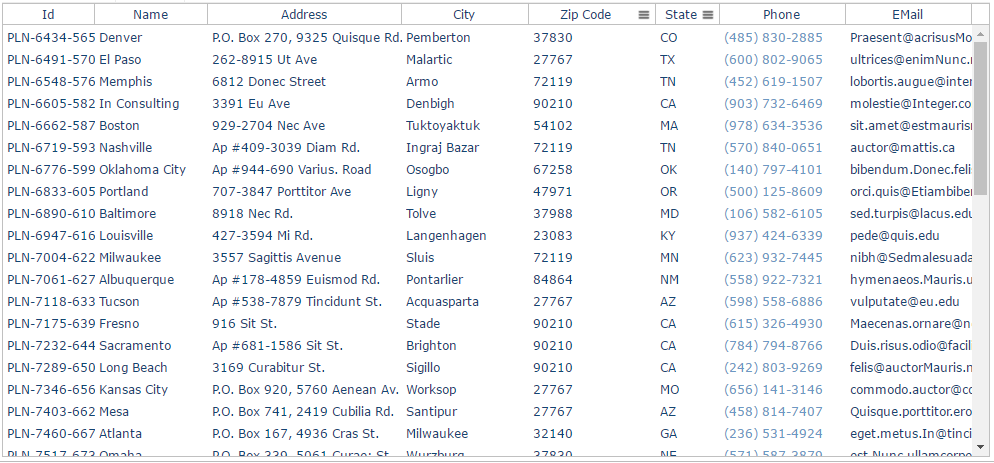 Id Name Address City Zip Code State Phone EMail
PLN-6434-565 Denver P.O. Box 270, 9325 Quisque Rd. Pemberton 37830 CO (485) 830-2885 Praesent@acrisusMo
PLN-6491-570 El Paso 262-8915 Ut Ave Malartic 27767 TX (600) 802-9065 ultrices@enimNunc.
PLN-6548-576 Memphis 6812 Donec Street Armo 72119 TN (452) 619-1507 lobortis.augue@inter
PLN-6605-582 In Consulting 3391 Eu Ave Denbigh 90210 CA (903) 732-6469 molestie@Integer.co
PLN-6662-587 Boston 929-2704 Nec Ave Tuktoyaktuk 54102 MA (978) 634-3536 sit.amet@estmauris
PLN-6719-593 Nashville Ap #409-3039 Diam Rd. Ingraj Bazar 72119 TN (570) 840-0651 auctor@mattis.ca
PLN-6776-599 Oklahoma City Ap #944-690 Varius. Road Osogbo 67258 OK (140) 797-4101 bibendum.Donec.felis
PLN-6833-605 Portland 707-3847 Porttitor Ave Ligny 47971 OR (500) 125-8609 orci.quis@Etiambiben
PLN-6890-610 Baltimore 8918 Nec Rd. Tolve 37988 MD (106) 582-6105 sed.turpis@lacus.edu
PLN-6947-616 Louisville 427-3594 Mi Rd. Langenhagen 23083 KY (937) 424-6339 pede@quis.edu
PLN-7004-622 Milwaukee 3557 Sagittis Avenue Sluis 72119 MN (623) 932-7445 nibh@Sedmalesuada
PLN-7061-627 Albuquerque Ap #178-4859 Euismod Rd. Pontarlier 84864 NM (558) 922-7321 hymenaeos.Mauris.u
PLN-7118-633 Tucson Ap #538-7879 Tincidunt St. Acquasparta 27767 AZ (598) 558-6886 vulputate@eu.edu
PLN-7175-639 Fresno 916 Sit St. Stade 90210 CA (615) 326-4930 Maecenas.ornare@n
PLN-7232-644 Sacramento Ap #681-1586 Sit St. Brighton 90210 CA (784) 794-8766 Duis.risus.odio@facil
PLN-7289-650 Long Beach 3169 Curabitur St. Sigillo 90210 CA (242) 803-9269 felis@auctorMauris.n
PLN-7346-656 Kansas City P.O. Box 920, 5760 Aenean Av. Worksop 27767 MO (656) 141-3146 commodo.auctor@co
PLN-7403-662 Mesa P.O. Box 741, 2419 Cubilia Rd. Santipur 27767 AZ (458) 814-7407 Quisque.porttitor.ero
PLN-7460-667 Atlanta P.O. Box 167, 4936 Cras St. Milwaukee 32140 GA (236) 531-4924 eget.metus.In@tinci
PLN-7517-673 Omaha P.O. Box 339, 5061 Curae; St. Wurzburg 37830 NE (571) 587-3879 est.Nunc.ullamcorpe